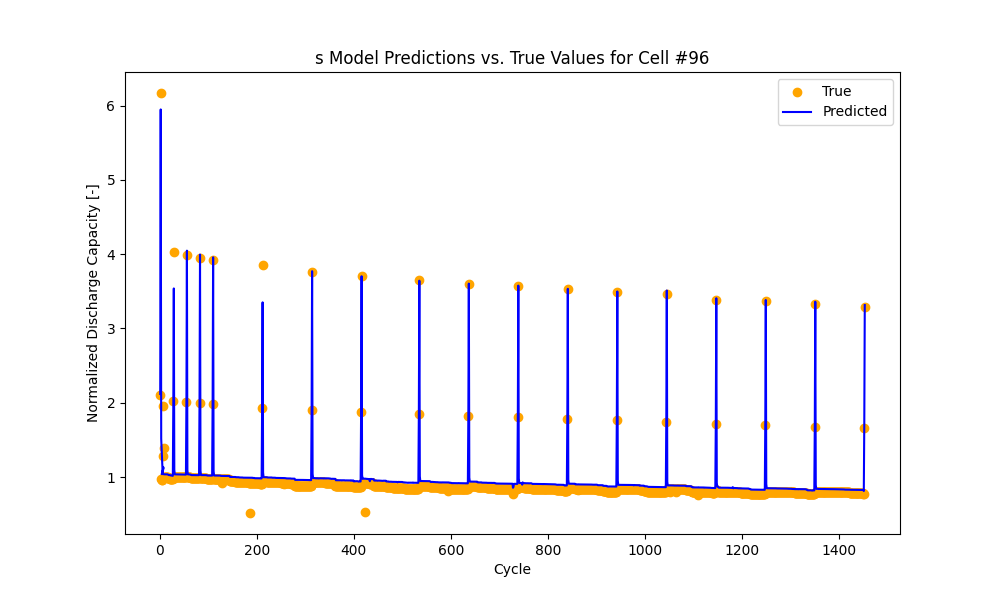 s Model Predictions vs. True Values for Cell #96
True
Predicted
Normalized Discharge Capacity [-]
6
5
4
3
2
1
0 200 400 600 800 1000 1200 1400
Cycle